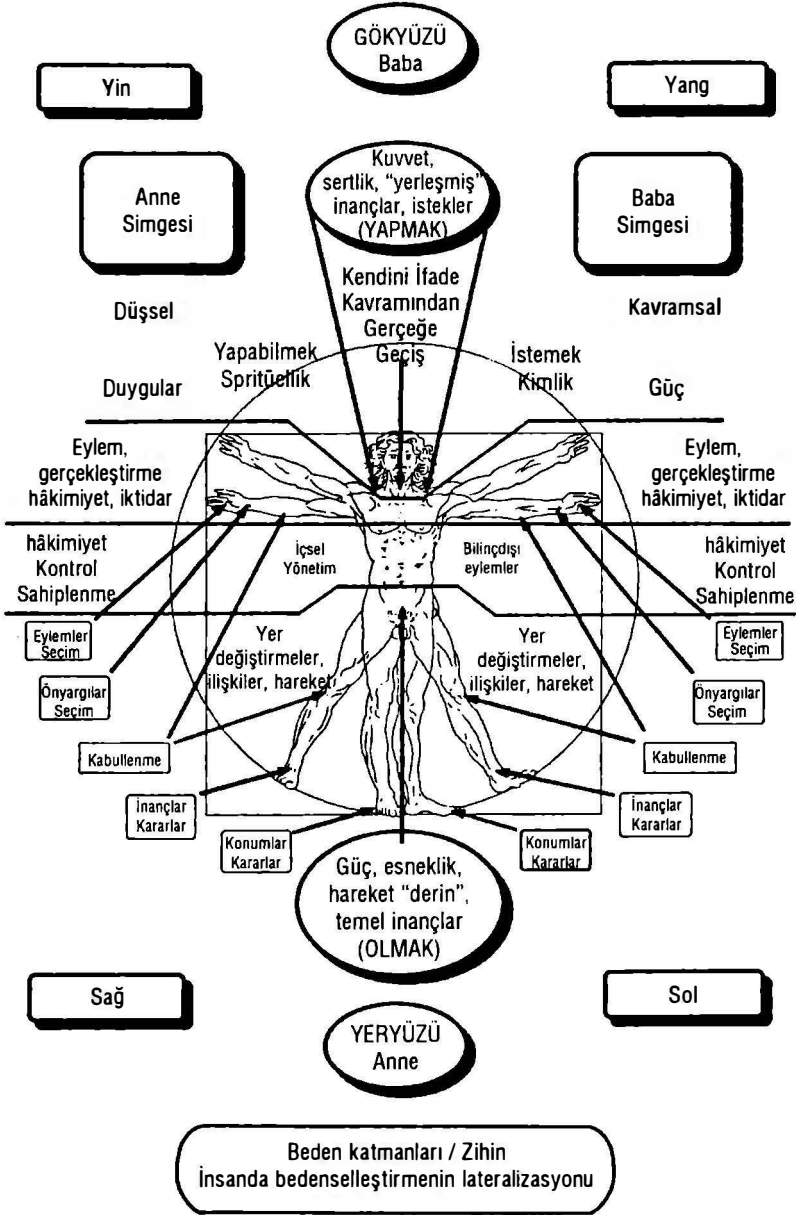 GÖKYÜZÜ
Baba
Yin
Yang
Anne
Simgesi
Kuvvet,
sertlik, “yerleşmiş”
inançlar, istekler
(YAPMAK)
Baba
Simgesi
Düşsel
Kendini İfade
Kavramından
Gerçeğe
Geçiş
Kavramsal
Yapabilmek
Spritüellik
İstemek
Kimlik
Duygular
Güç
Eylem,
gerçekleştirme
hâkimiyet, iktidar
Eylem,
gerçekleştirme
hâkimiyet, iktidar
hâkimiyet
Kontrol
Sahiplenme
İçsel
Yönetim
Bilinçdışı
eylemler
hâkimiyet
Kontrol
Sahiplenme
Eylemler
Seçim
Yer
değiştirmeler,
ilişkiler, hareket
Yer
değiştirmeler,
ilişkiler, hareket
Eylemler
Seçim
Önyargılar
Seçim
Önyargılar
Seçim
Kabullenme
Kabullenme
İnançlar
Kararlar
İnançlar
Kararlar
Konumlar
Kararlar
Konumlar
Kararlar
Güç, esneklik,
hareket “derin”,
temel inançlar
(OLMAK)
Sağ
Sol
YERYÜZÜ
Anne
Beden katmanları / Zihin
İnsanda bedenselleştirmenin lateralizasyonu